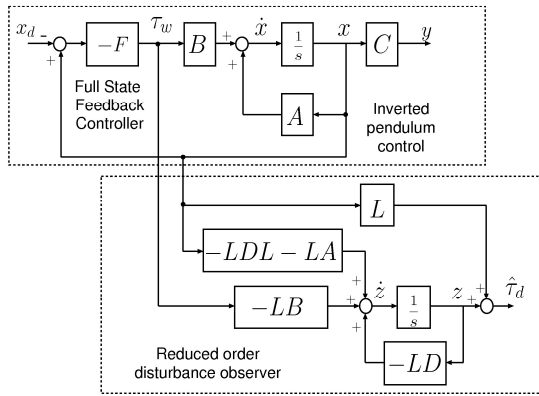 x_d - + -F τ_w B + + ẋ 1/s x C y
Full State
Feedback
Controller
A
Inverted
pendulum
control
L
-LDL - LA
+ + + ż 1/s z + + τ̂_d
-LB
-LD
Reduced order
disturbance observer